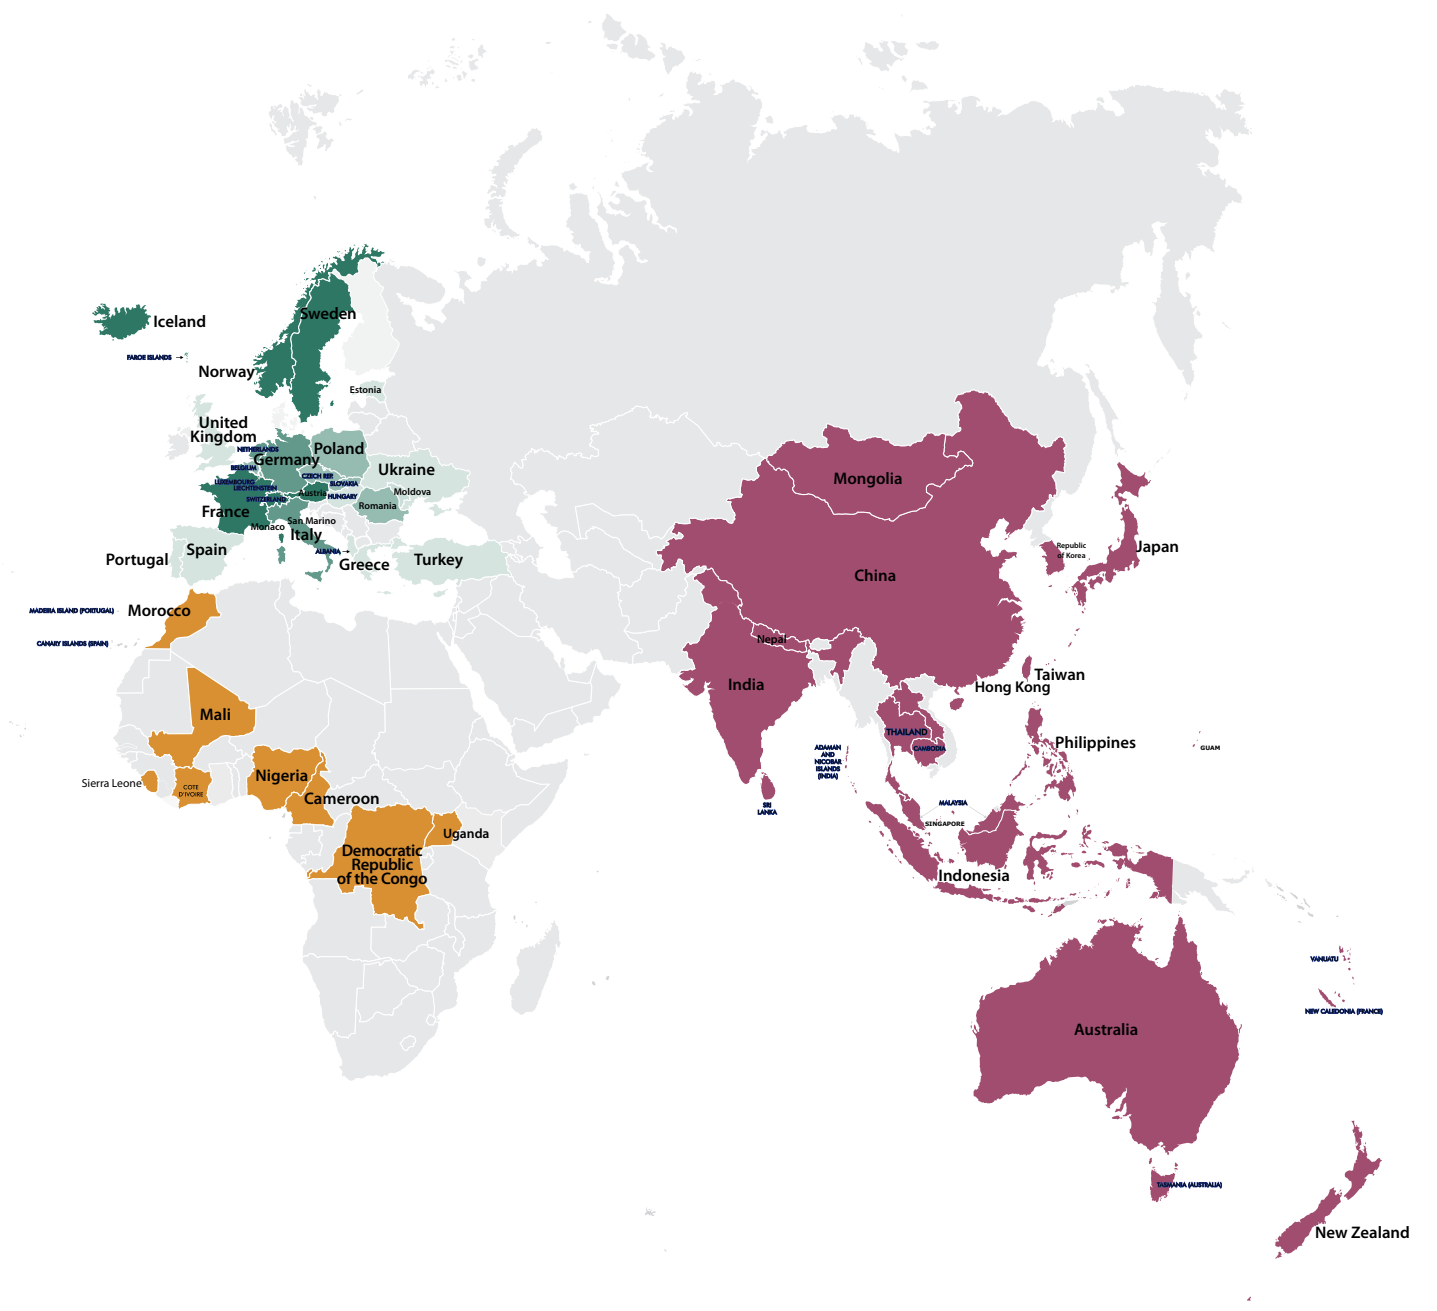 Sweden
Iceland
FAROE ISLANDS
Norway
Estonia
United
Kingdom
NETHERLANDS
Germany
Poland
BELGIUM
Ukraine
CZECH REP.
LUXEMBOURG
LIECHTENSTEIN
SLOVAKIA
Austria
HUNGARY
Moldova
SWITZERLAND
Romania
France
Monaco
San Marino
Italy
ALBANIA
Portugal
Spain
Greece
Turkey
MADEIRA ISLAND (PORTUGAL)
Morocco
CANARY ISLANDS (SPAIN)
Mali
Sierra Leone
COTE
D'IVOIRE
Nigeria
Cameroon
Uganda
Democratic
Republic
of the Congo
Mongolia
China
Republic
of Korea
Japan
Nepal
India
Taiwan
Hong Kong
THAILAND
CAMBODIA
Philippines
GUAM
ADAMAN
AND
NICOBAR
ISLANDS
(INDIA)
SRI
LANKA
MALAYSIA
SINGAPORE
Indonesia
VANUATU
NEW CALEDONIA (FRANCE)
Australia
TASMANIA (AUSTRALIA)
New Zealand